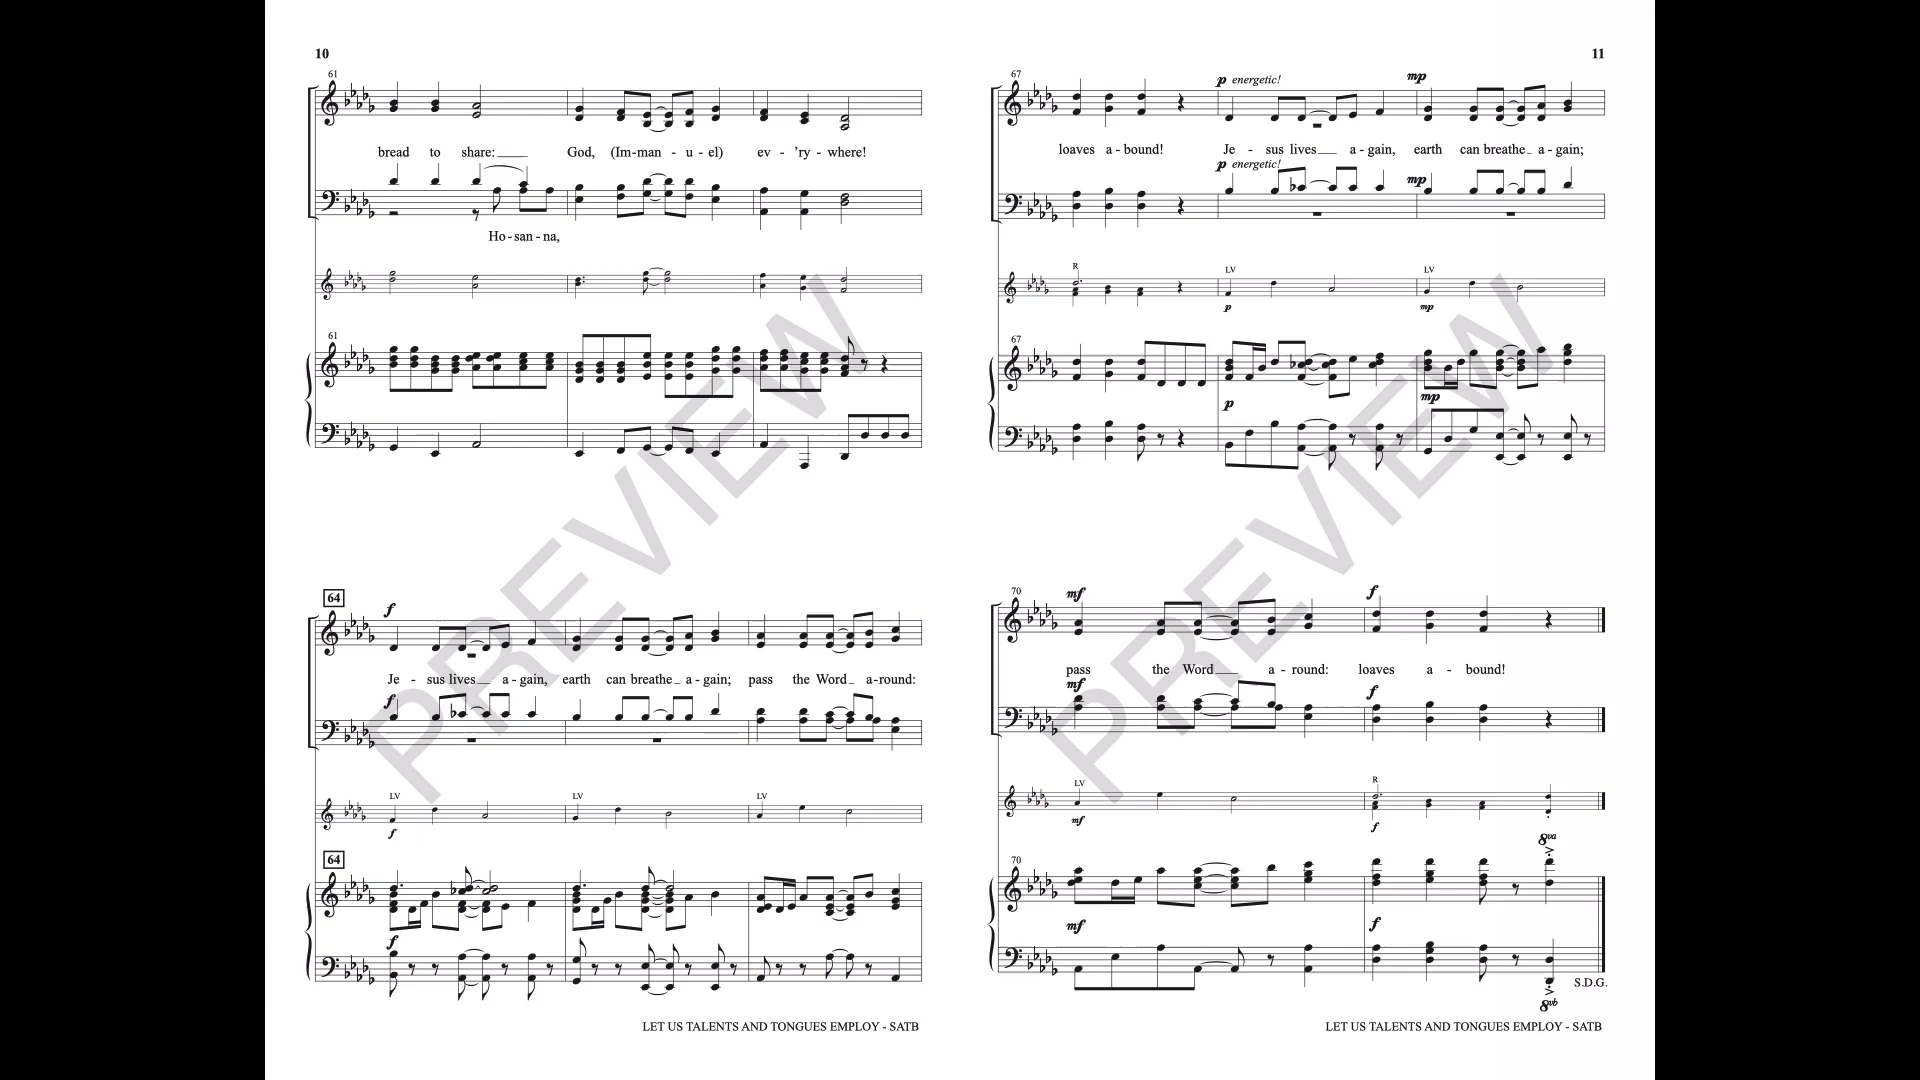 10
61
bread to share:
God, (Im-man - u - el) ev - 'ry - where!
Ho - san - na,
61
64
f
Je - sus lives a - gain, earth can breathe a - gain; pass the Word a-round:
f
LV LV LV
f
64
f
LET US TALENTS AND TONGUES EMPLOY - SATB
PREVIEW
11
67
p energetic! mp
loaves a - bound! Je - sus lives a - gain, earth can breathe a - gain;
p energetic! mp
R LV LV
p mp
67
p mp
70
mf f
pass the Word a - round: loaves a - bound!
mf f
LV R
mf f
8va
70
mf f
S.D.G.
8vb
LET US TALENTS AND TONGUES EMPLOY - SATB
PREVIEW